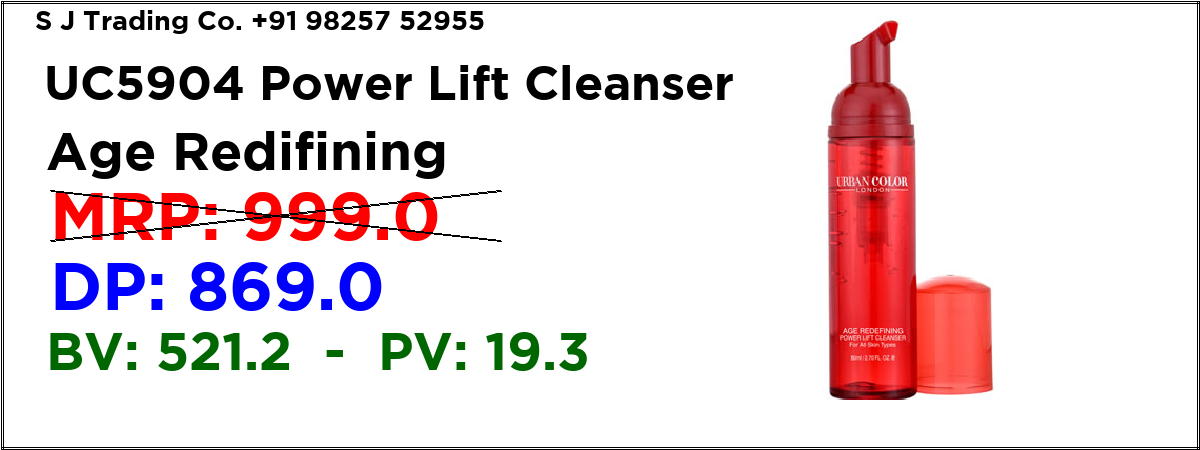 S J Trading Co. +91 98257 52955
UC5904 Power Lift Cleanser
Age Redifining
MRP: 999.0
DP: 869.0
BV: 521.2 - PV: 19.3
URBAN COLOR
LONDON
AGE REDEFINING
POWER LIFT CLEANSER
For All Skin Types
80ml / 2.70 FL. OZ.